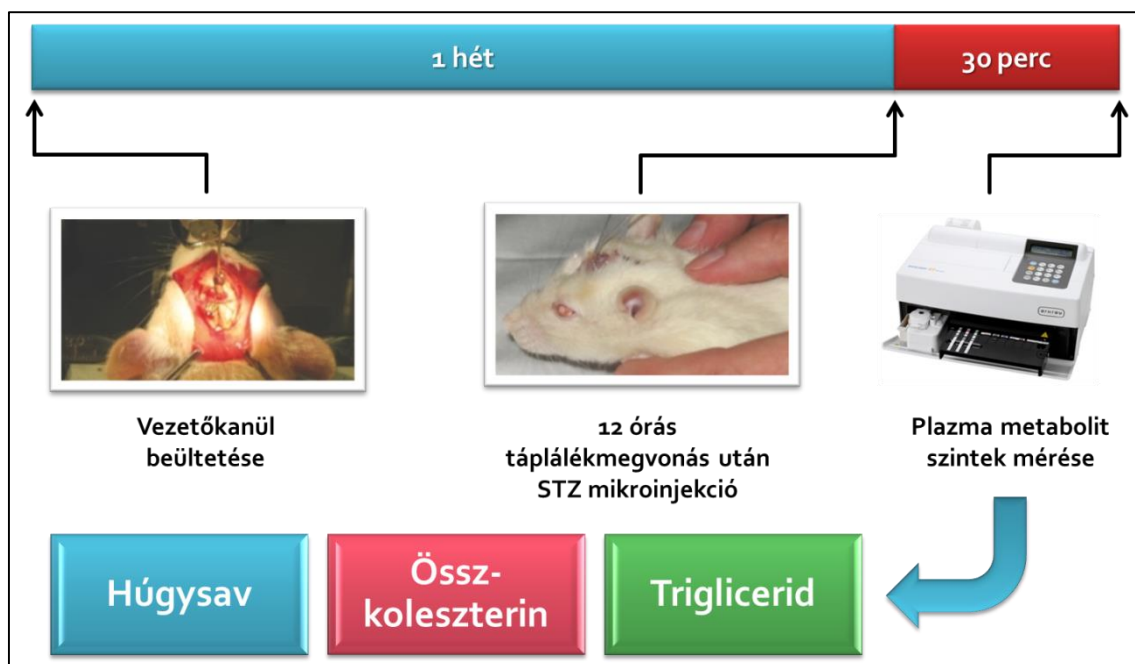 1 hét
30 perc
Vezetőkanül
beültetése
12 órás
táplálékmegvonás után
STZ mikroinjekció
Plazma metabolit
szintek mérése
Húgysav
Össz-
koleszterin
Triglicerid